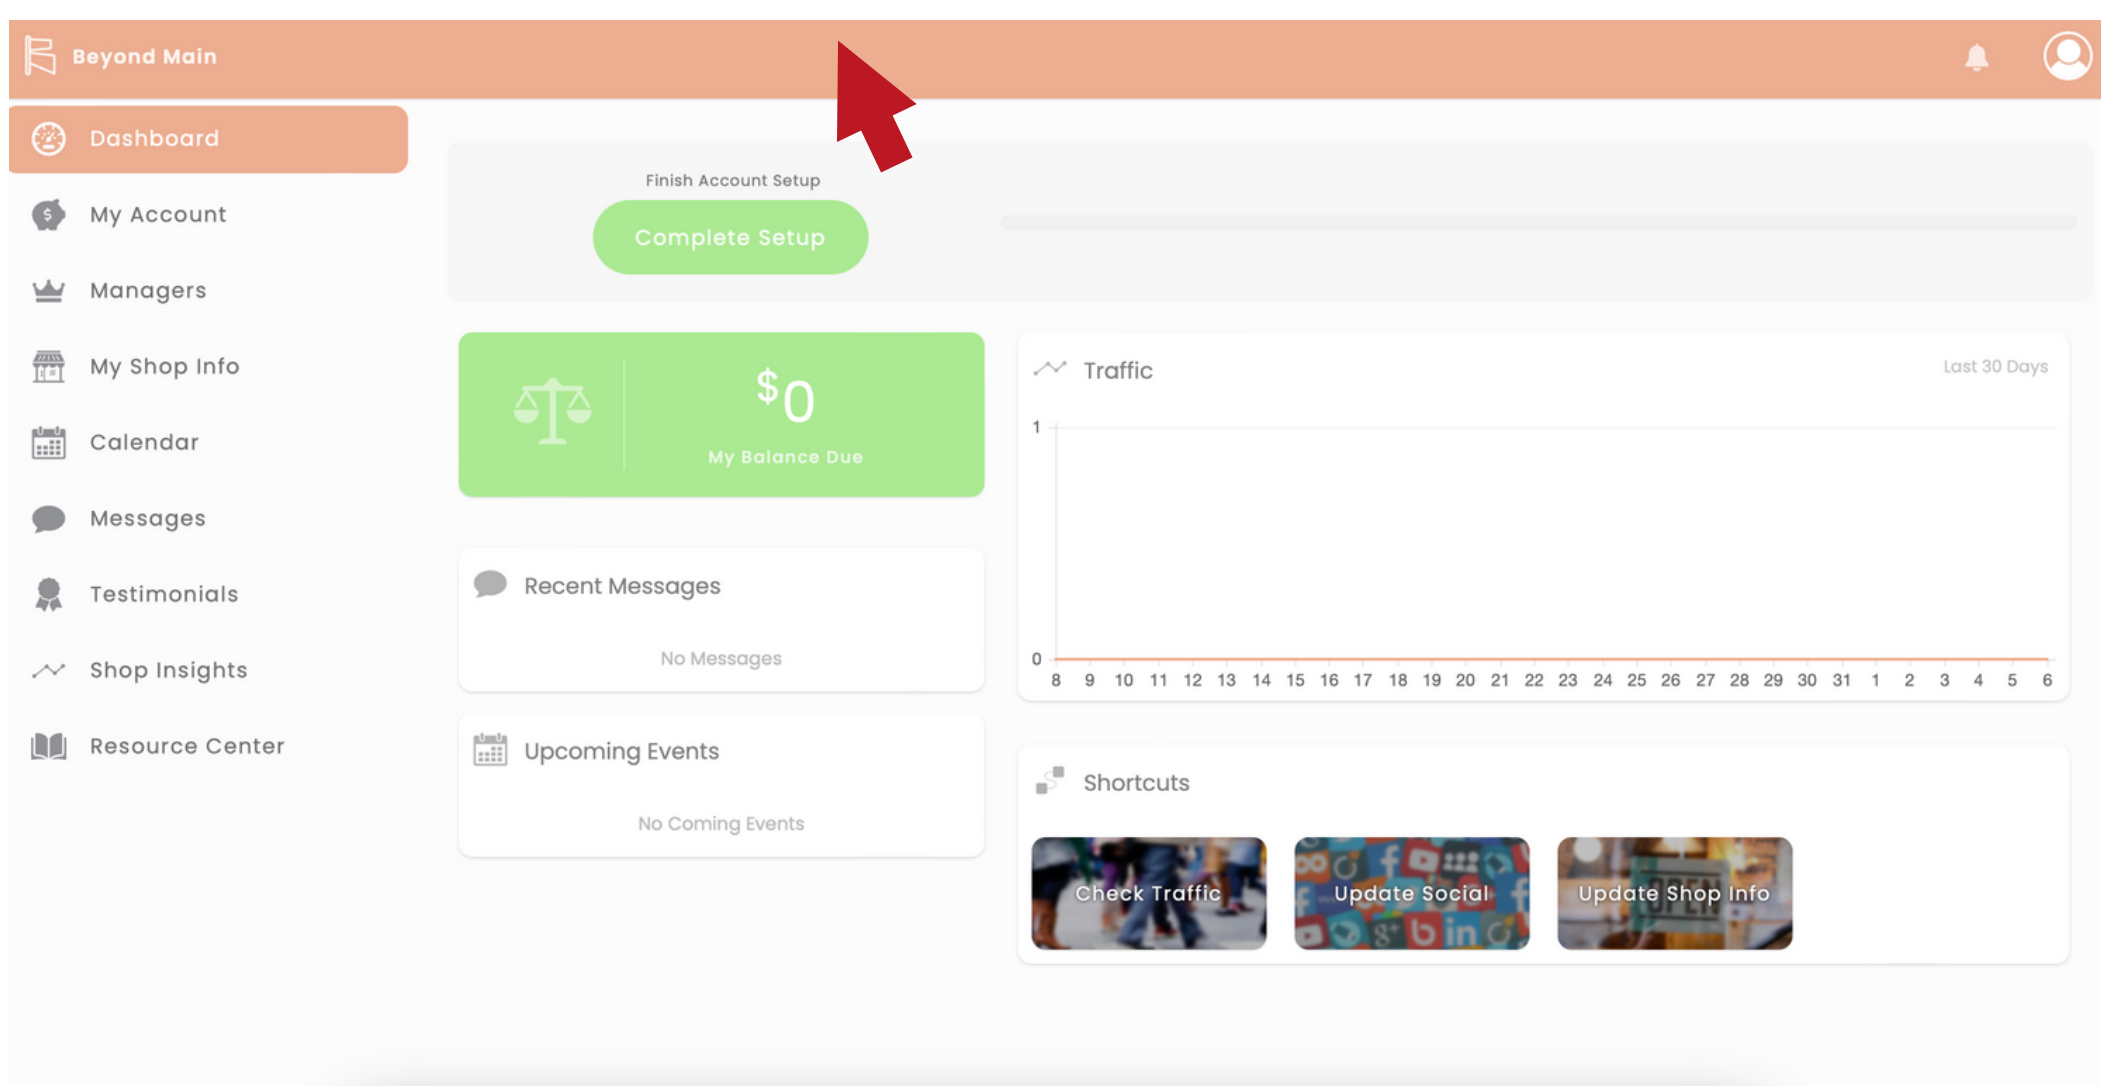 Beyond Main
Dashboard
My Account
Managers
My Shop Info
Calendar
Messages
Testimonials
Shop Insights
Resource Center
Finish Account Setup
Complete Setup
$0
My Balance Due
Recent Messages
No Messages
Upcoming Events
No Coming Events
Traffic
Last 30 Days
1
0
8 9 10 11 12 13 14 15 16 17 18 19 20 21 22 23 24 25 26 27 28 29 30 31 1 2 3 4 5 6
Shortcuts
Check Traffic
Update Social
Update Shop Info
OPEN